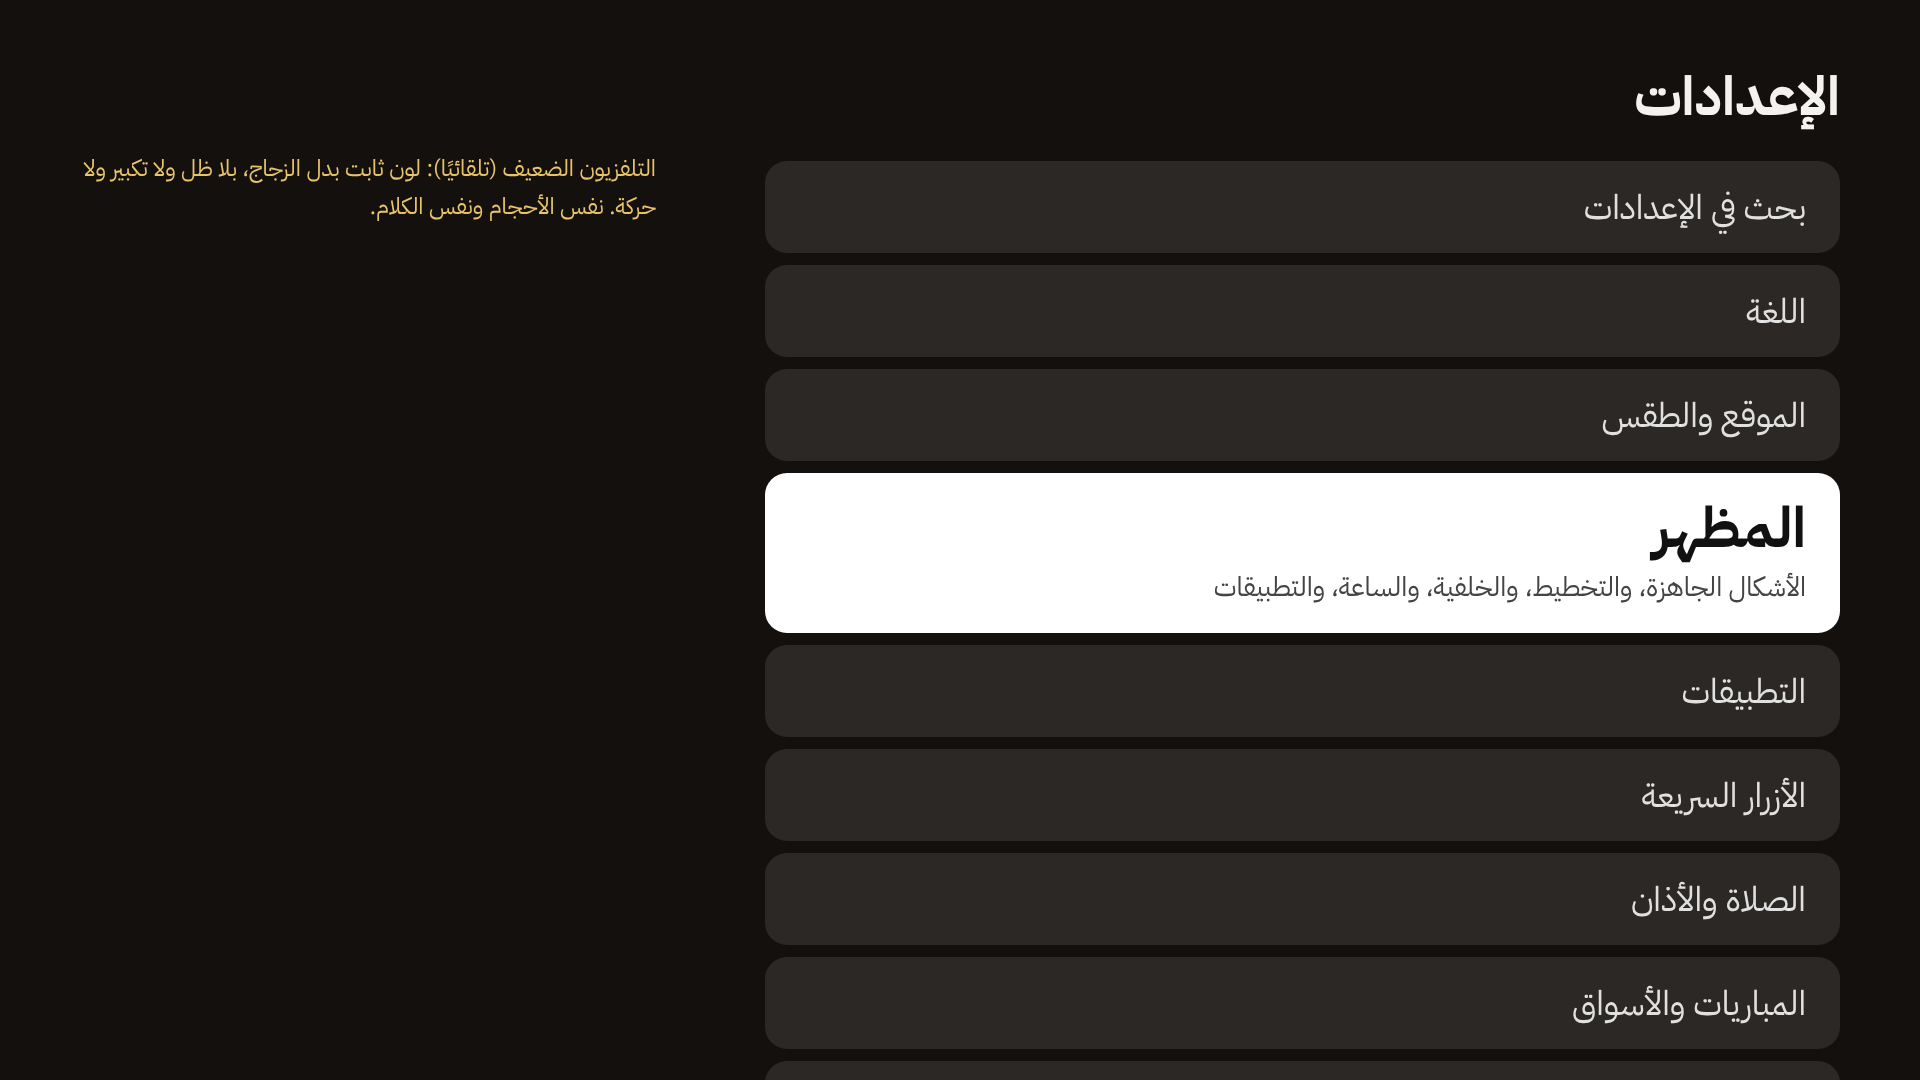 الإعدادات
بحث في الإعدادات
اللغة
الموقع والطقس
المظهر
الأشكال الجاهزة، والتخطيط، والخلفية، والساعة، والتطبيقات
التطبيقات
الأزرار السريعة
الصلاة والأذان
المباريات والأسواق
التلفزيون الضعيف (تلقائيًا): لون ثابت بدل الزجاج، بلا ظل ولا تكبير ولا
حركة. نفس الأحجام ونفس الكلام.